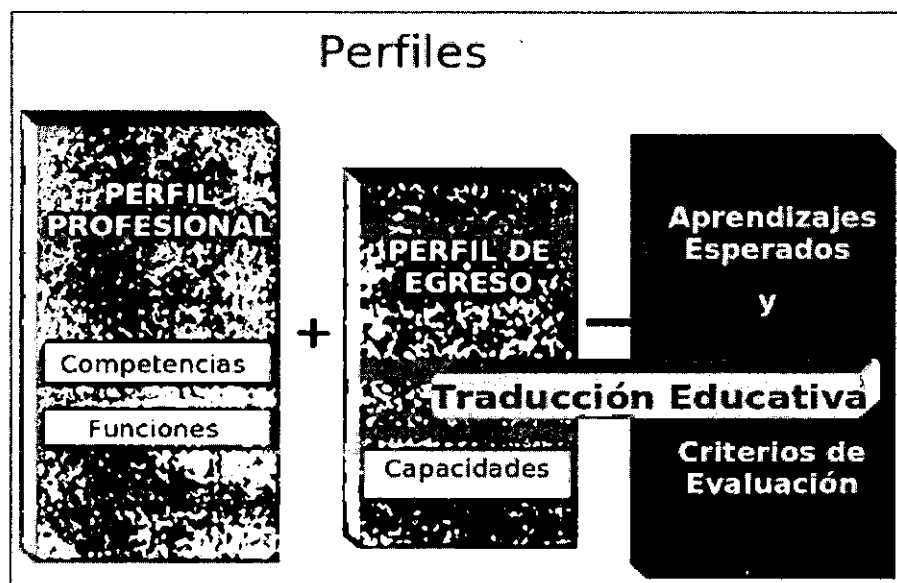 Perfiles
PERFIL
PROFESIONAL
Competencias
Funciones
+
PERFIL DE
EGRESO
Capacidades
Aprendizajes
Esperados
y
Traducción Educativa
Criterios de
Evaluación